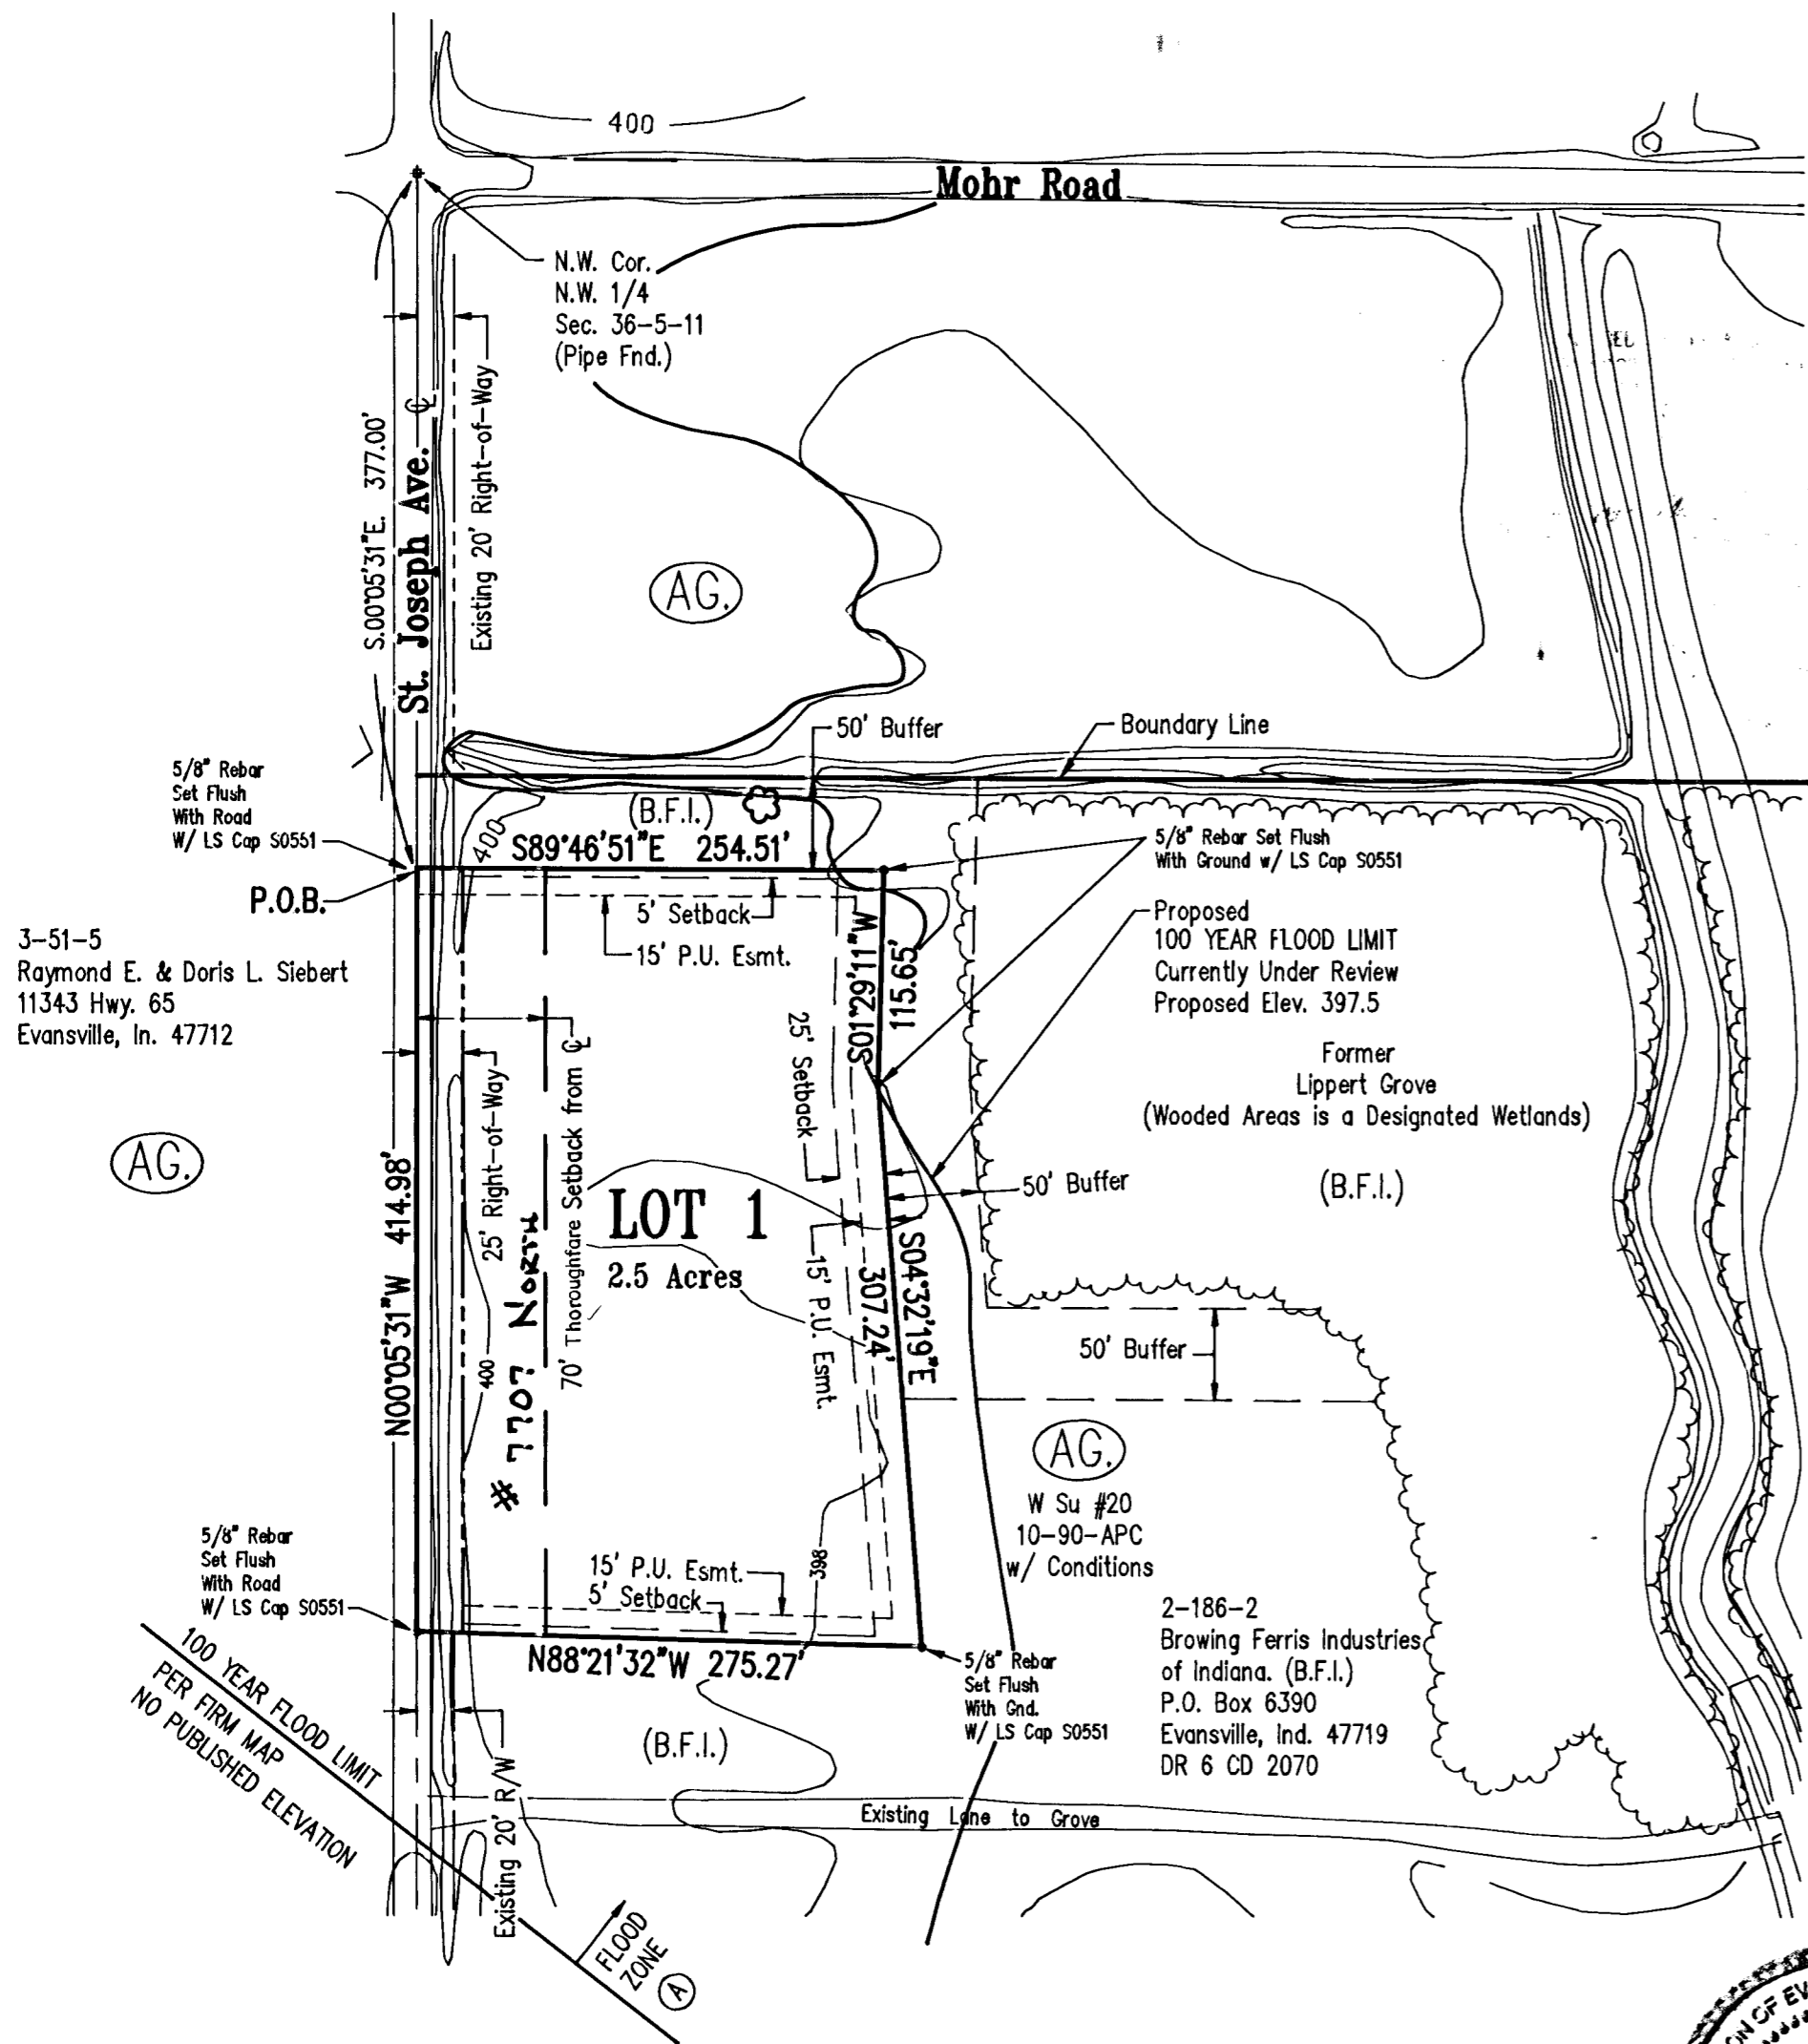 400
Mohr Road
N.W. Cor.
N.W. 1/4
Sec. 36-5-11
(Pipe Fnd.)
S.00°05'31"E. 377.00'
St. Joseph Ave.
Existing 20' Right-of-Way
AG.
50' Buffer
Boundary Line
5/8" Rebar
Set Flush
With Road
W/ LS Cap S0551
(B.F.I.)
400
S89°46'51"E 254.51'
5/8" Rebar Set Flush
With Ground w/ LS Cap S0551
P.O.B.
5' Setback
15' P.U. Esmt.
3-51-5
Raymond E. & Doris L. Siebert
11343 Hwy. 65
Evansville, In. 47712
S01°29'11"W
115.65'
Proposed
100 YEAR FLOOD LIMIT
Currently Under Review
Proposed Elev. 397.5
25' Setback
Former
Lippert Grove
(Wooded Areas is a Designated Wetlands)
AG.
N00°05'31"W 414.98'
25' Right-of-Way
70' Thoroughfare Setback from ℄
# 7707 NORTH
400
LOT 1
2.5 Acres
15' P.U. Esmt.
307.24'
S04°32'19"E
50' Buffer
(B.F.I.)
50' Buffer
AG.
W Su #20
10-90-APC
w/ Conditions
398
5/8" Rebar
Set Flush
With Road
W/ LS Cap S0551
15' P.U. Esmt.
5' Setback
N88°21'32"W 275.27'
5/8" Rebar
Set Flush
With Gnd.
W/ LS Cap S0551
2-186-2
Browing Ferris Industries
of Indiana. (B.F.I.)
P.O. Box 6390
Evansville, Ind. 47719
DR 6 CD 2070
100 YEAR FLOOD LIMIT
PER FIRM MAP
NO PUBLISHED ELEVATION
(B.F.I.)
Existing 20' R/W
Existing Lane to Grove
FLOOD
ZONE A
OF